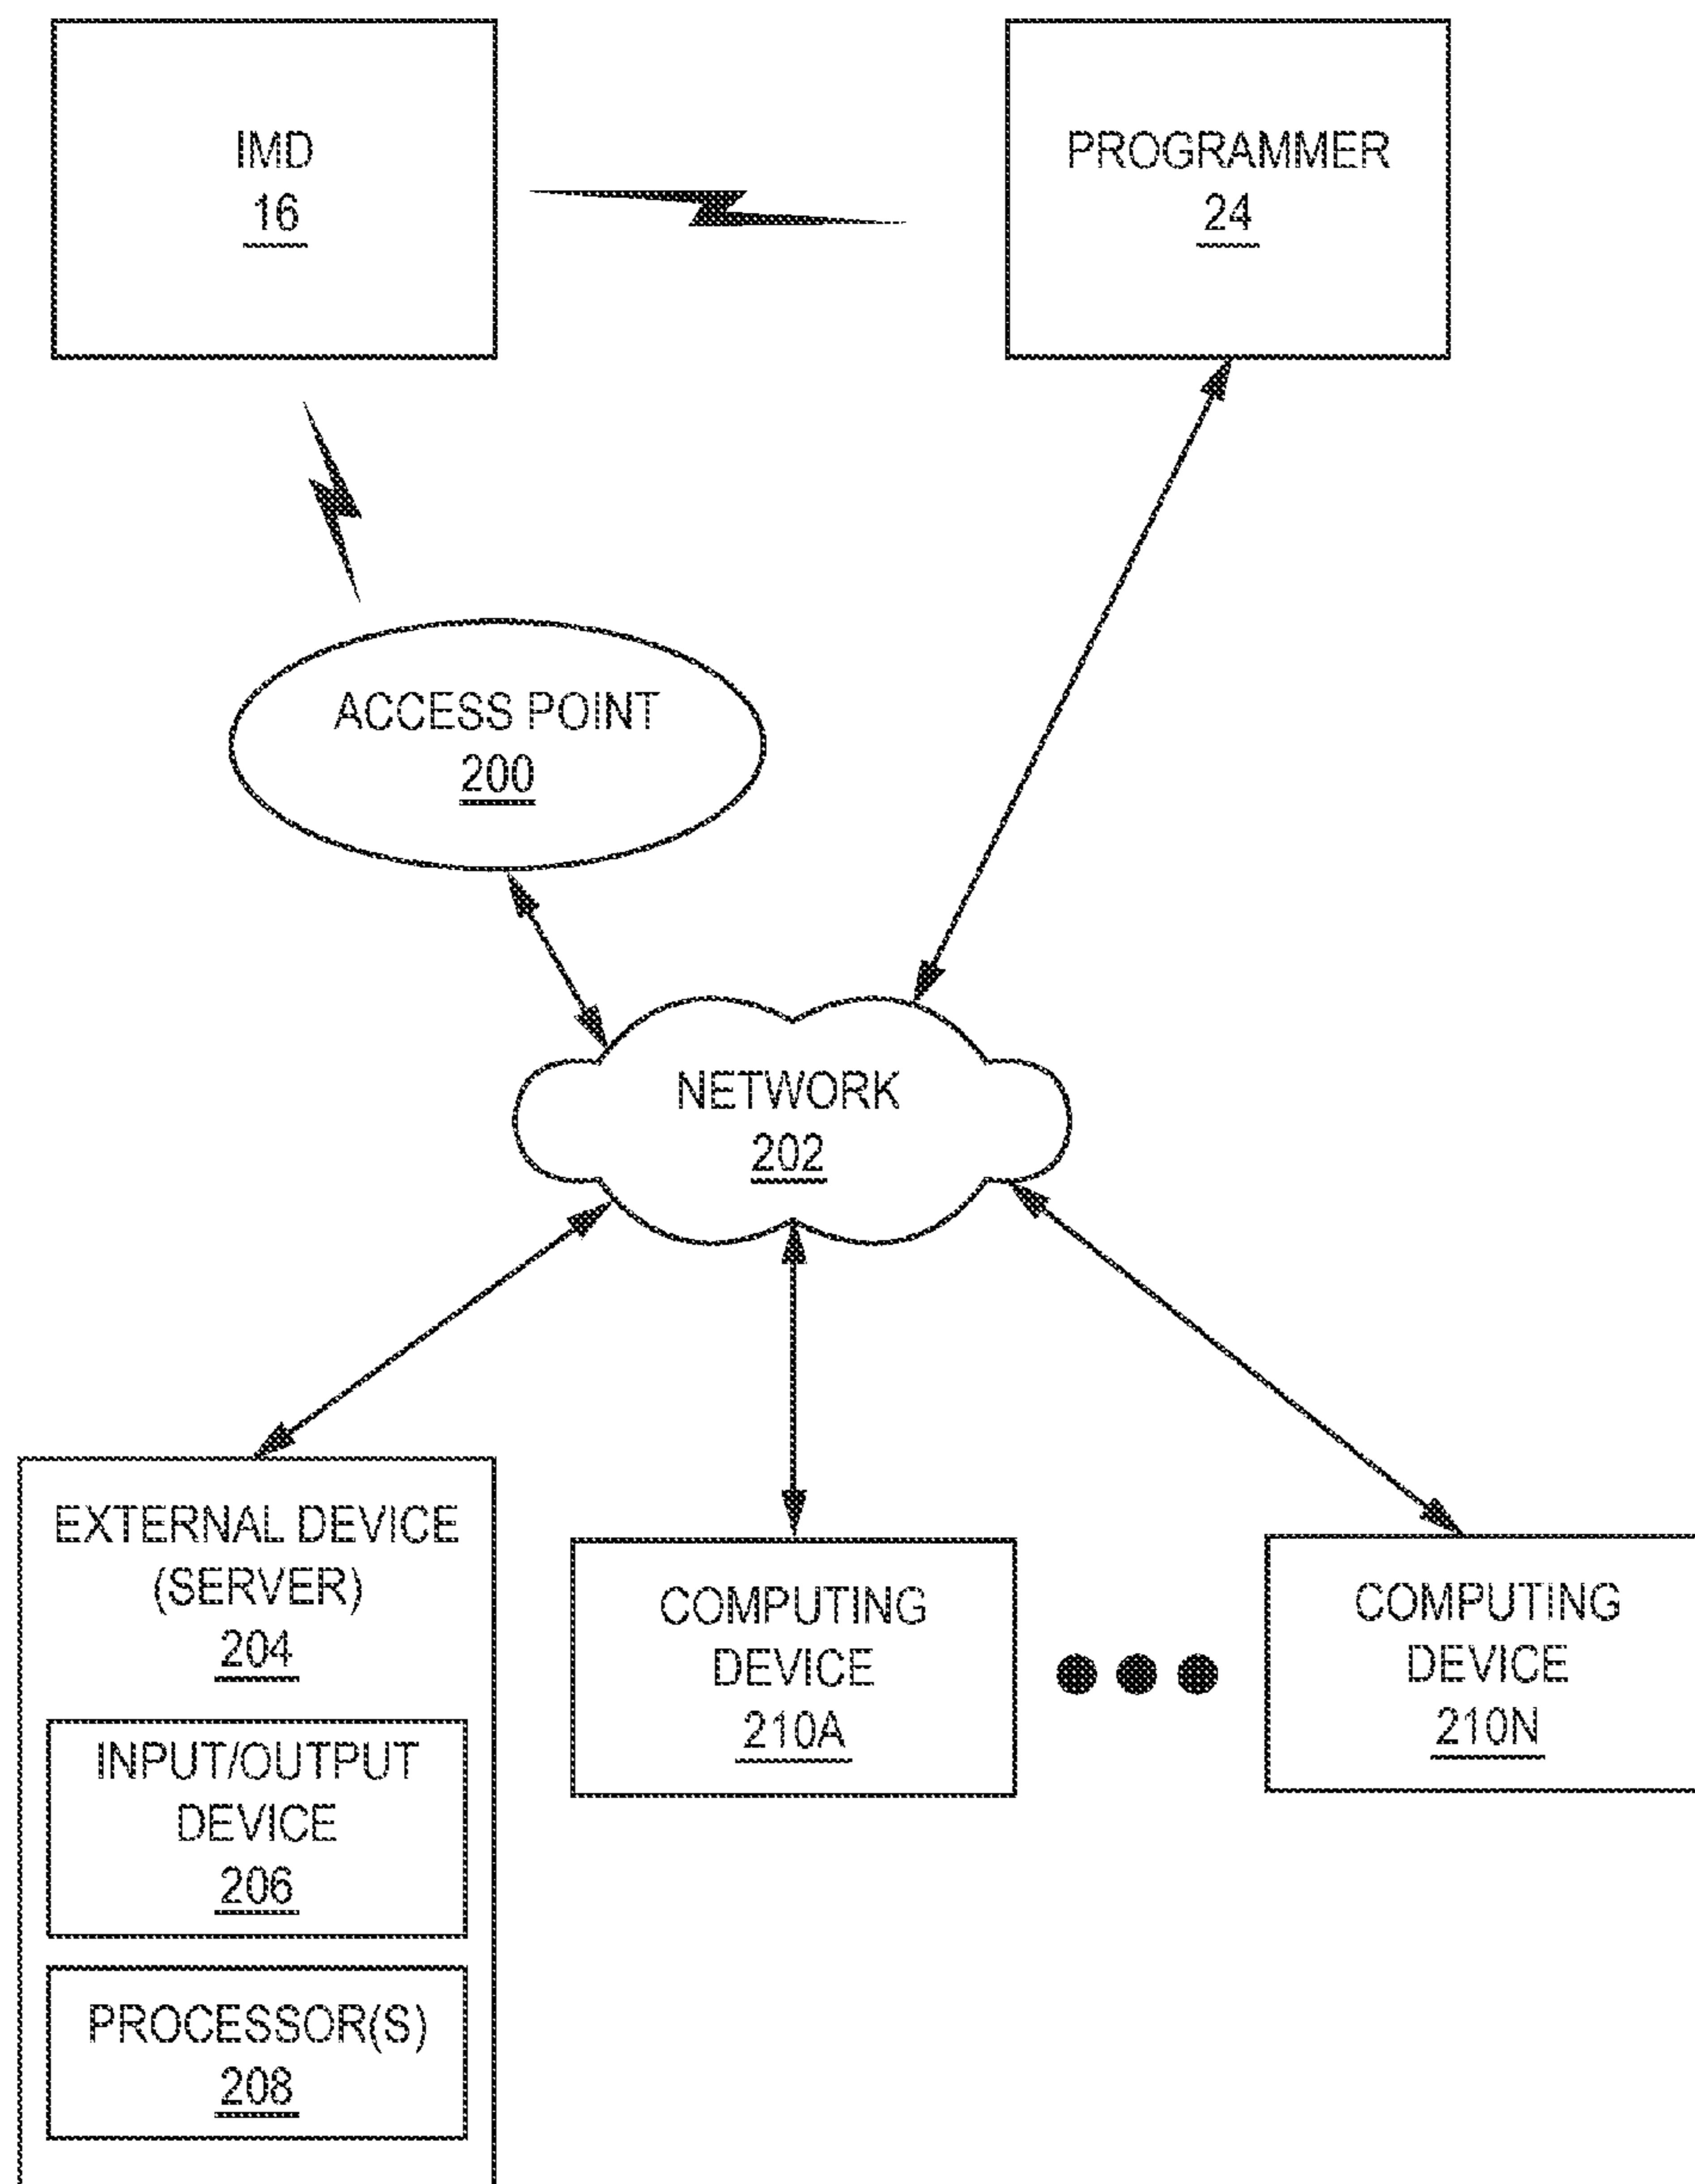 IMD
16
PROGRAMMER
24
ACCESS POINT
200
NETWORK
202
EXTERNAL DEVICE
(SERVER)
204
INPUT/OUTPUT
DEVICE
206
PROCESSOR(S)
208
COMPUTING
DEVICE
210A
COMPUTING
DEVICE
210N